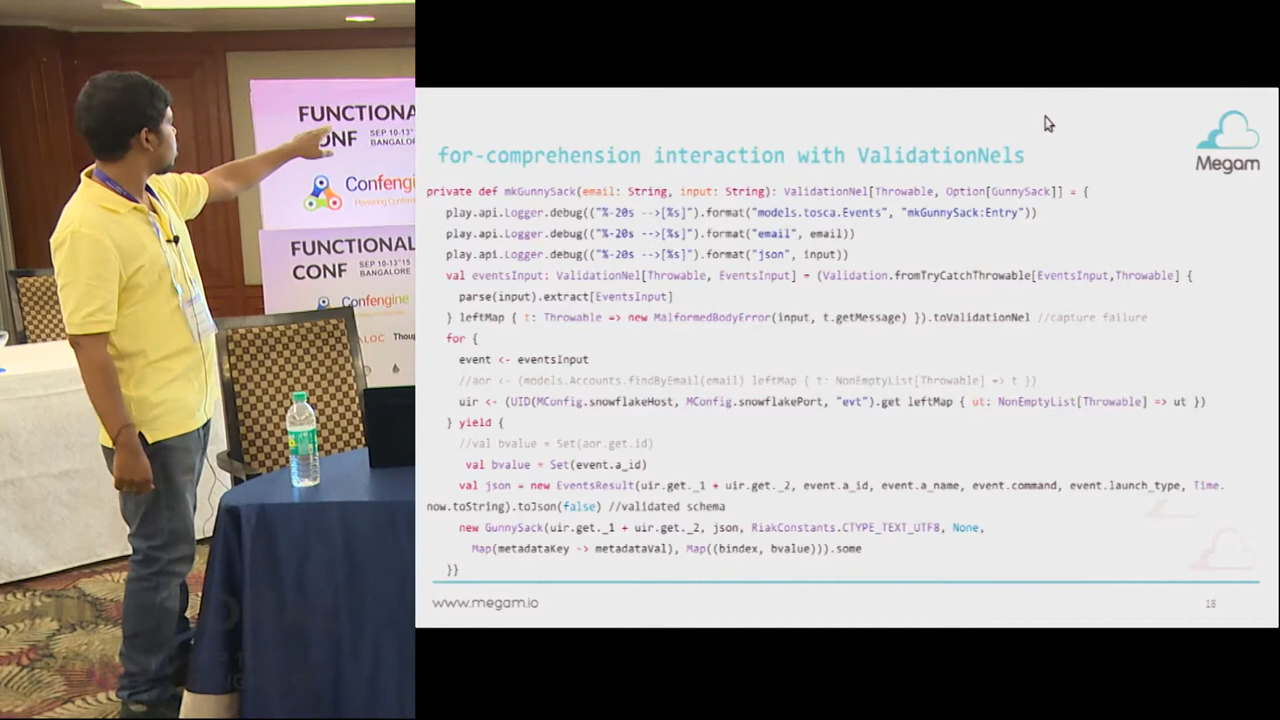 FUNCTIONA
CONF SEP 10-13'
BANGALOR
Confengin
FUNCTIONAL
CONF SEP 10-13'15
BANGALORE
Confengine
ALOC Thoug
Megam
for-comprehension interaction with ValidationNels
private def mkGunnySack(email: String, input: String): ValidationNel[Throwable, Option[GunnySack]] = {
play.api.Logger.debug(("%-20s -->[%s]").format("models.tosca.Events", "mkGunnySack:Entry"))
play.api.Logger.debug(("%-20s -->[%s]").format("email", email))
play.api.Logger.debug(("%-20s -->[%s]").format("json", input))
val eventsInput: ValidationNel[Throwable, EventsInput] = (Validation.fromTryCatchThrowable[EventsInput,Throwable] {
parse(input).extract[EventsInput]
} leftMap { t: Throwable => new MalformedBodyError(input, t.getMessage) }).toValidationNel //capture failure
for {
event <- eventsInput
//aor <- (models.Accounts.findByEmail(email) leftMap { t: NonEmptyList[Throwable] => t })
uir <- (UID(MConfig.snowflakeHost, MConfig.snowflakePort, "evt").get leftMap { ut: NonEmptyList[Throwable] => ut })
} yield {
//val bvalue = Set(aor.get.id)
val bvalue = Set(event.a_id)
val json = new EventsResult(uir.get._1 + uir.get._2, event.a_id, event.a_name, event.command, event.launch_type, Time.
now.toString).toJson(false) //validated schema
new GunnySack(uir.get._1 + uir.get._2, json, RiakConstants.CTYPE_TEXT_UTF8, None,
Map(metadataKey -> metadataVal), Map((bindex, bvalue))).some
}}
www.megam.io
18